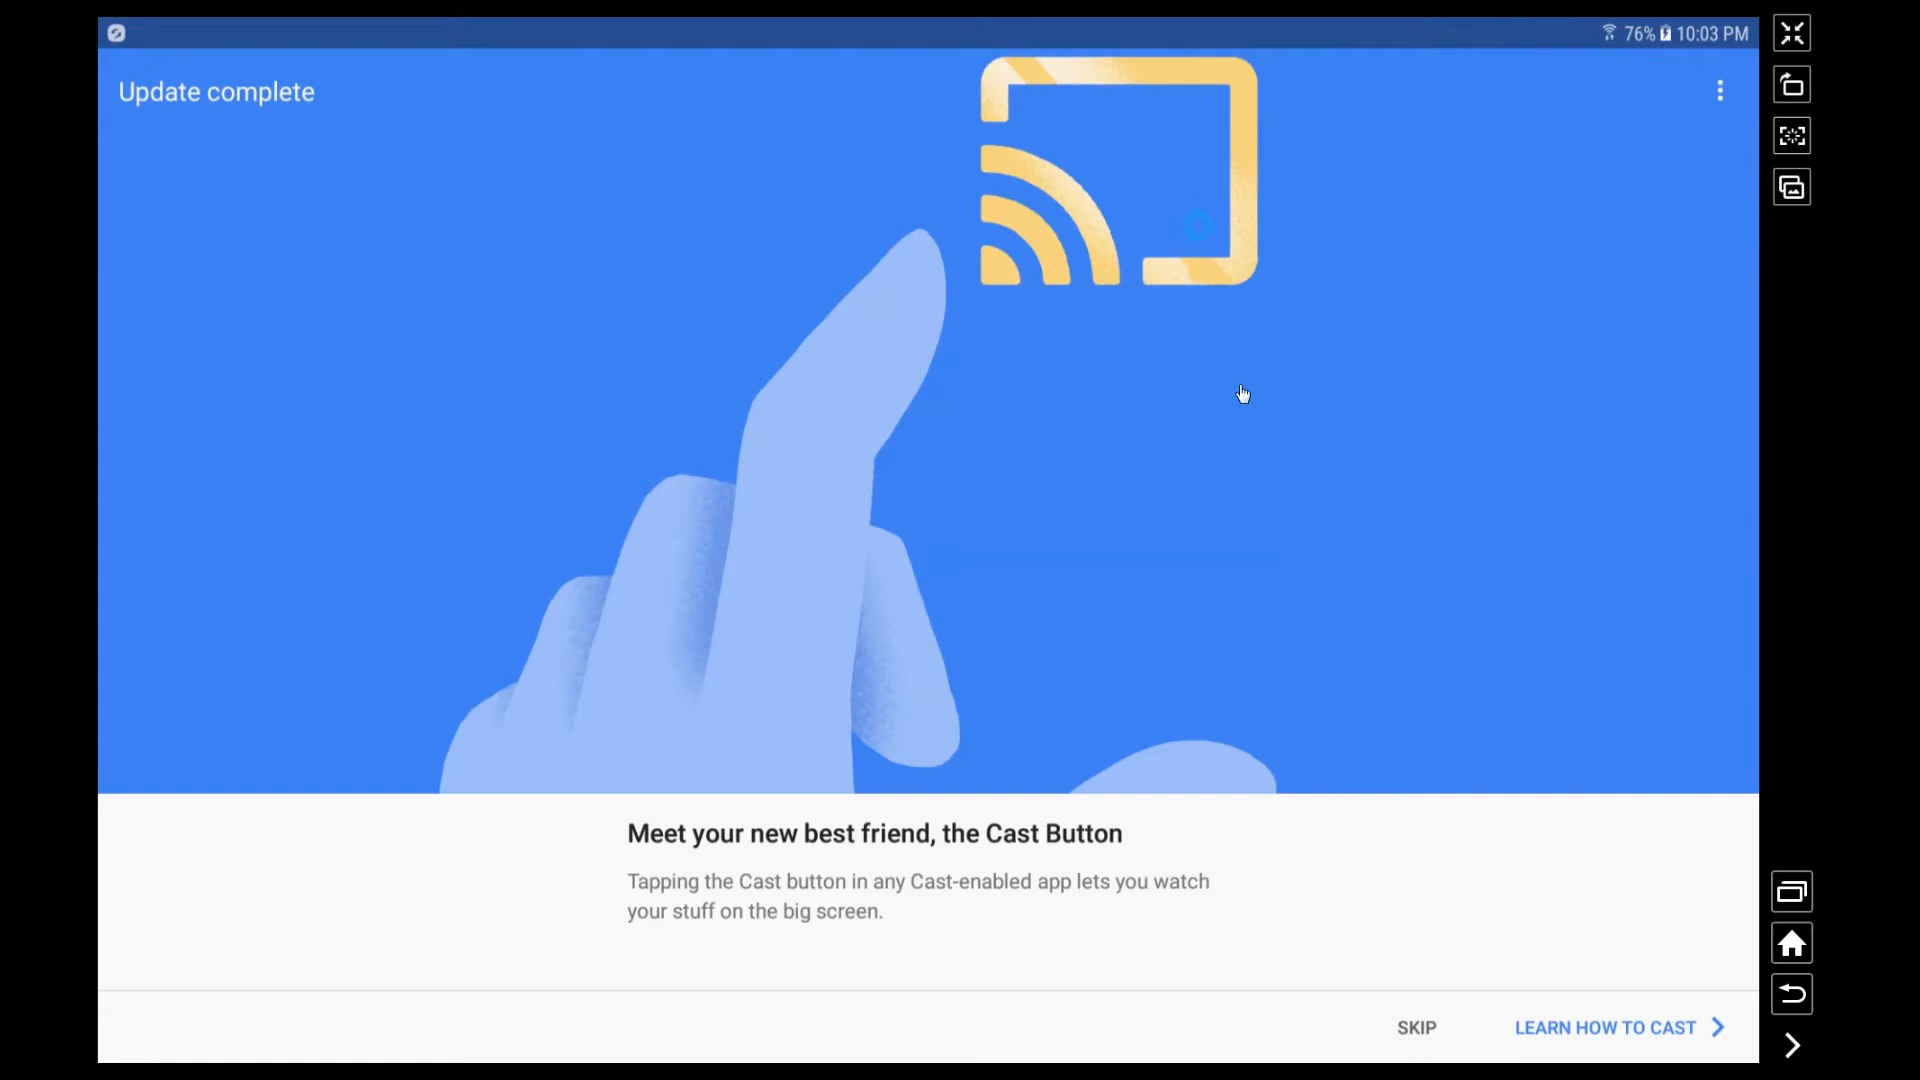 76% 10:03 PM
Update complete
Meet your new best friend, the Cast Button
Tapping the Cast button in any Cast-enabled app lets you watch
your stuff on the big screen.
SKIP
LEARN HOW TO CAST